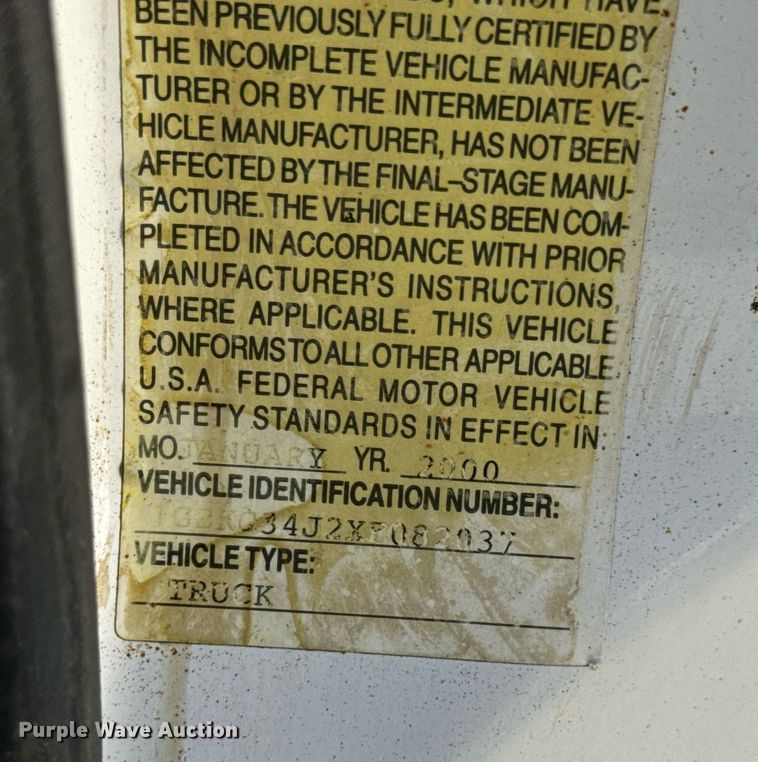 WHICH HAVE
BEEN PREVIOUSLY FULLY CERTIFIED BY
THE INCOMPLETE VEHICLE MANUFAC-
TURER OR BY THE INTERMEDIATE VE-
HICLE MANUFACTURER, HAS NOT BEEN
AFFECTED BY THE FINAL-STAGE MANU-
FACTURE. THE VEHICLE HAS BEEN COM-
PLETED IN ACCORDANCE WITH PRIOR
MANUFACTURER'S INSTRUCTIONS,
WHERE APPLICABLE. THIS VEHICLE
CONFORMS TO ALL OTHER APPLICABLE
U.S.A. FEDERAL MOTOR VEHICLE
SAFETY STANDARDS IN EFFECT IN:
MO. JANUARY YR. 2000
VEHICLE IDENTIFICATION NUMBER:
VEHICLE TYPE:
TRUCK
Purple Wave Auction